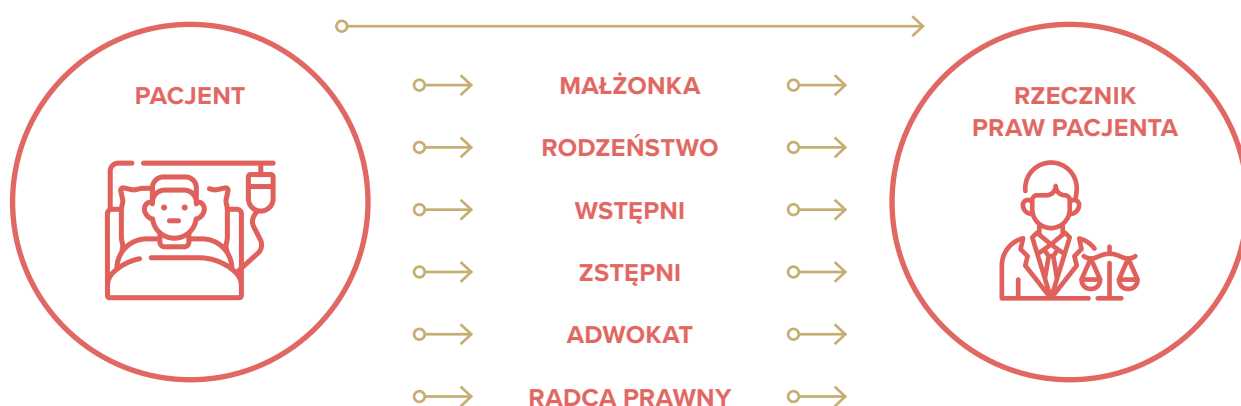 PACJENT
MAŁŻONKA
RODZEŃSTWO
WSTĘPNI
ZSTĘPNI
ADWOKAT
RADCA PRAWNY
RZECZNIK
PRAW PACJENTA